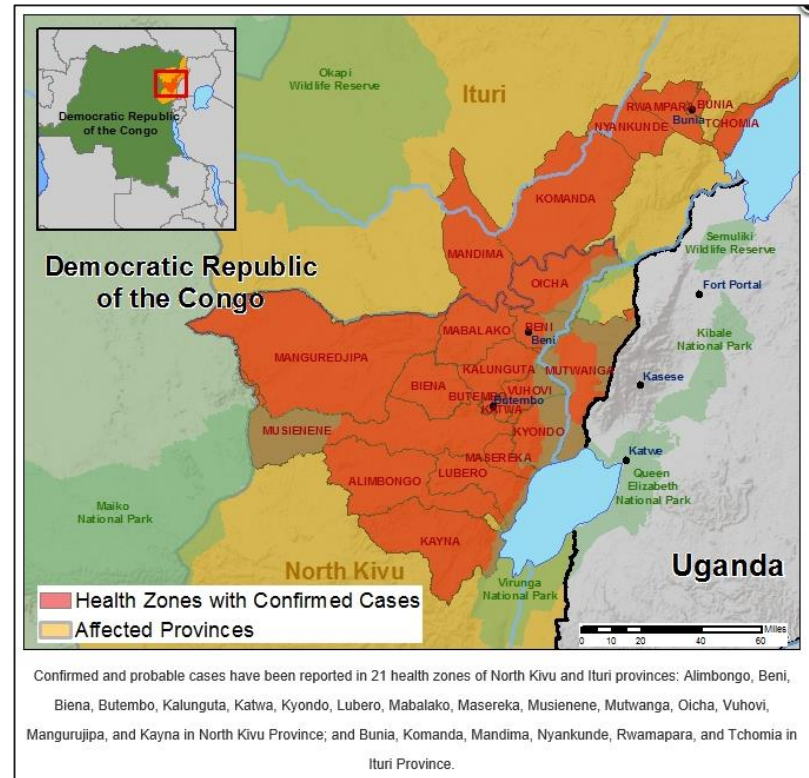 Democratic Republic
of the Congo
Okapi
Wildlife Reserve
Ituri
RWAMPARA
BUNIA
Bunia
NYANKUNDE
TCHOMIA
KOMANDA
MANDIMA
Democratic Republic
of the Congo
OICHA
Semuliki
Wildlife Reserve
Fort Portal
MABALAKO
BENI
Beni
Kibale
National Park
MANGUREDJIPA
KALUNGUTA
MUTWANGA
Kasese
BIENA
VUHOVI
BUTEMBO
Butembo
KATWA
MUSIENENE
KYONDO
MASEREKA
Katwe
ALIMBONGO
LUBERO
Queen
Elizabeth
National Park
Maiko
National Park
KAYNA
North Kivu
Uganda
Virunga
National Park
Health Zones with Confirmed Cases
Affected Provinces
Miles
0 10 20 40 60
Confirmed and probable cases have been reported in 21 health zones of North Kivu and Ituri provinces: Alimbongo, Beni,
Biena, Butembo, Kalunguta, Katwa, Kyondo, Lubero, Mabalako, Masereka, Musienene, Mutwanga, Oicha, Vuhovi,
Mangurujipa, and Kayna in North Kivu Province; and Bunia, Komanda, Mandima, Nyankunde, Rwamapara, and Tchomia in
Ituri Province.